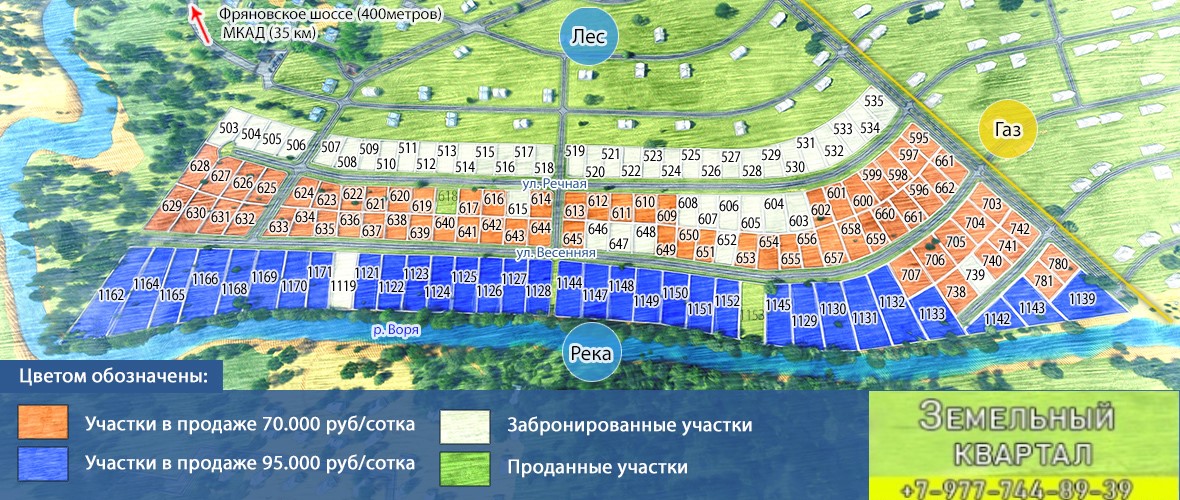 Фряновское шоссе (400метров)
МКАД (35 км)
Лес
Газ
535
503 504 505 506 507 508 509 510 511 512 513 514 515 516 517 518 519 520 521 522 523 524 525 526 527 528 529 530 531 532 533 534
ул. Речная
628 627 626 625 624 623 622 621 620 619 618 617 616 615 614 613 612 611 610 609 608 607 606 605 604 603 602 601 600 599 598 597 595 596 661 662
629 630 631 632 633 634 635 636 637 638 639 640 641 642 643 644 645 646 647 648 649 650 651 652 653 654 655 656 657 658 659 660 661
703 704 742 705 741 706 740 707 739 738 780 781
ул. Весенняя
1162 1164 1165 1166 1168 1169 1170 1171 1119 1121 1122 1123 1124 1125 1126 1127 1128 1144 1147 1148 1149 1150 1151 1152 1153 1145 1129 1130 1131 1132 1133 1142 1143 1139
р. Воря
Река
Цветом обозначены:
Участки в продаже 70.000 руб/сотка
Участки в продаже 95.000 руб/сотка
Забронированные участки
Проданные участки
Земельный
квартал
+7-977-744-89-39